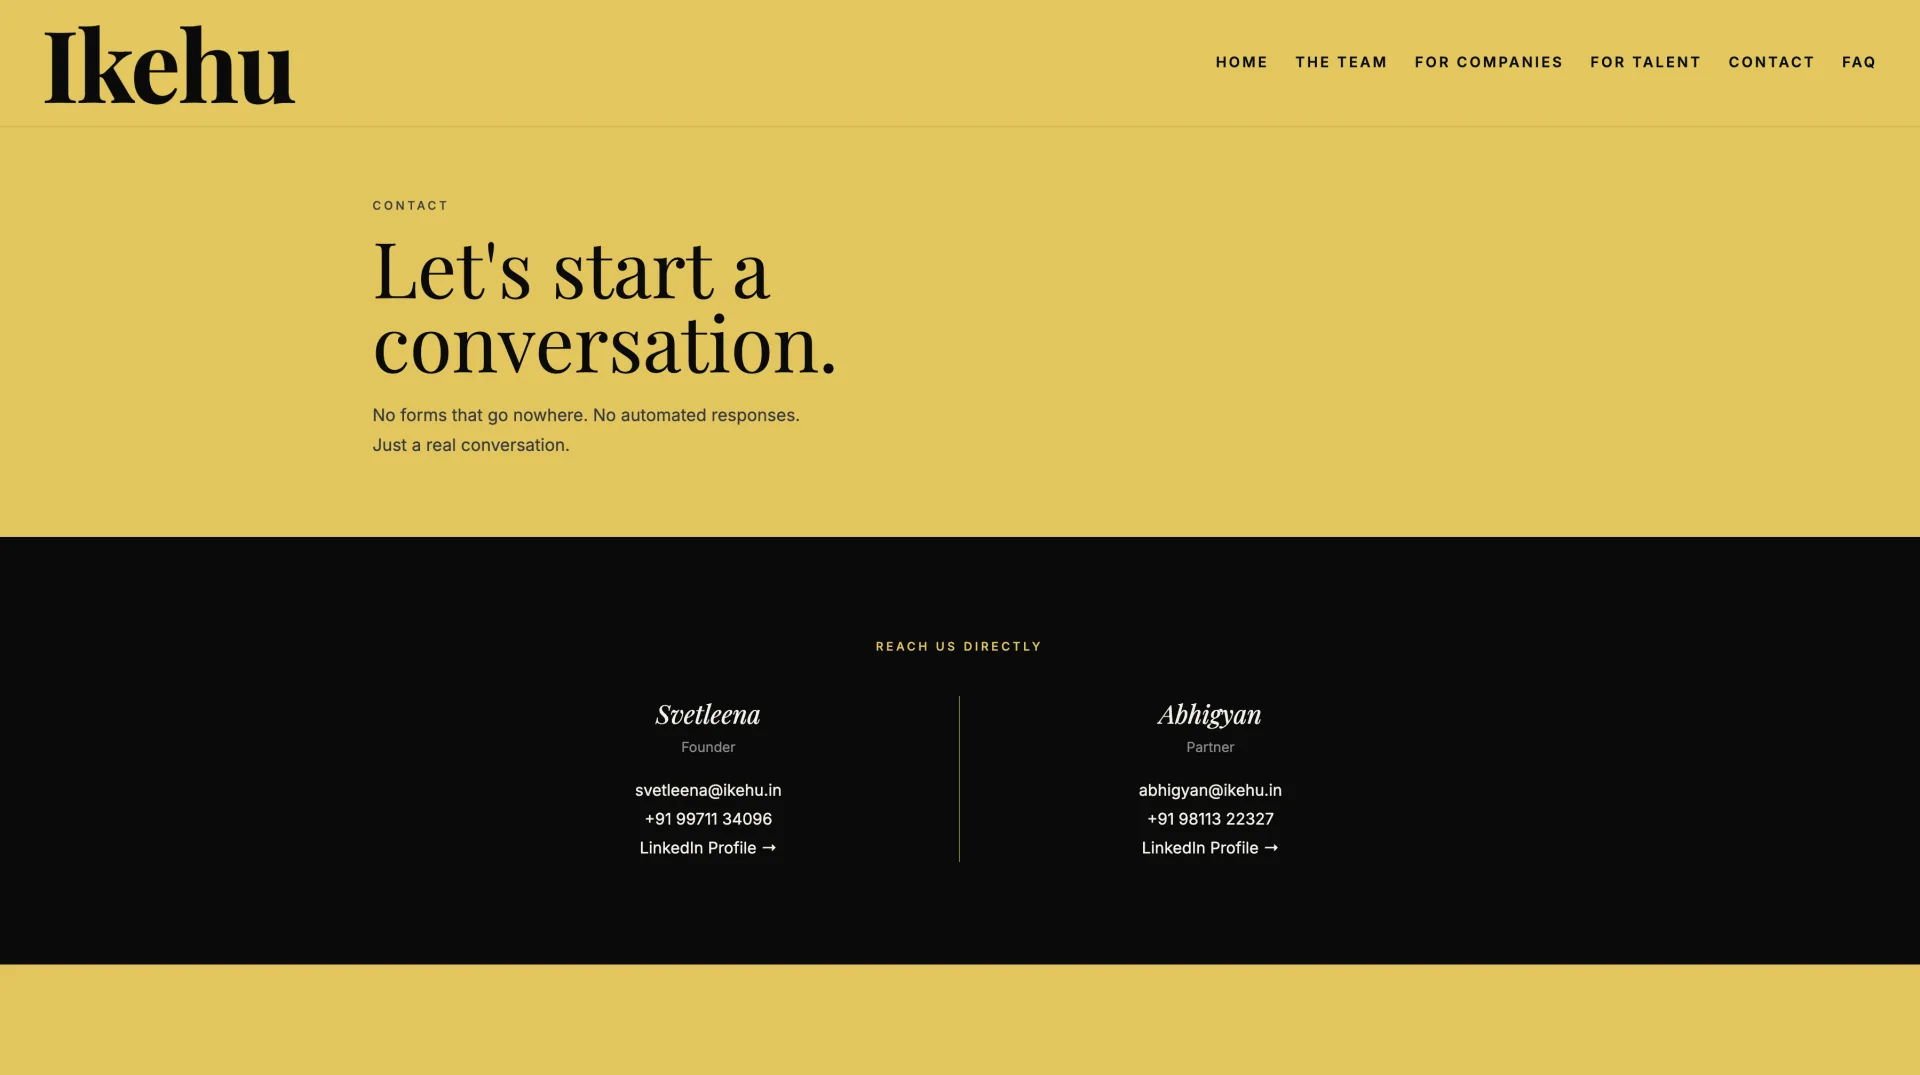 Ikehu
HOME THE TEAM FOR COMPANIES FOR TALENT CONTACT FAQ
CONTACT
Let's start a
conversation.
No forms that go nowhere. No automated responses.
Just a real conversation.
REACH US DIRECTLY
Svetleena
Founder
svetleena@ikehu.in
+91 99711 34096
LinkedIn Profile →
Abhigyan
Partner
abhigyan@ikehu.in
+91 98113 22327
LinkedIn Profile →